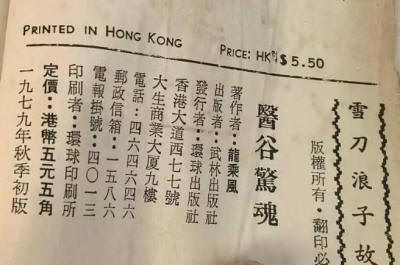 PRINTED IN HONG KONG PRICE: HK$5.50
雪刀浪子故
版權所有·翻印必
醫谷驚魂
著作者：龍乘風
出版者：武林出版社
發行者：環球出版社
香港大道西七七號
大生商業大厦九樓
電話：四六四六四六
郵政信箱：一五八六
電報掛號：四〇一三
印刷者：環球印刷所
定價：港幣五元五角
一九七九年秋季初版